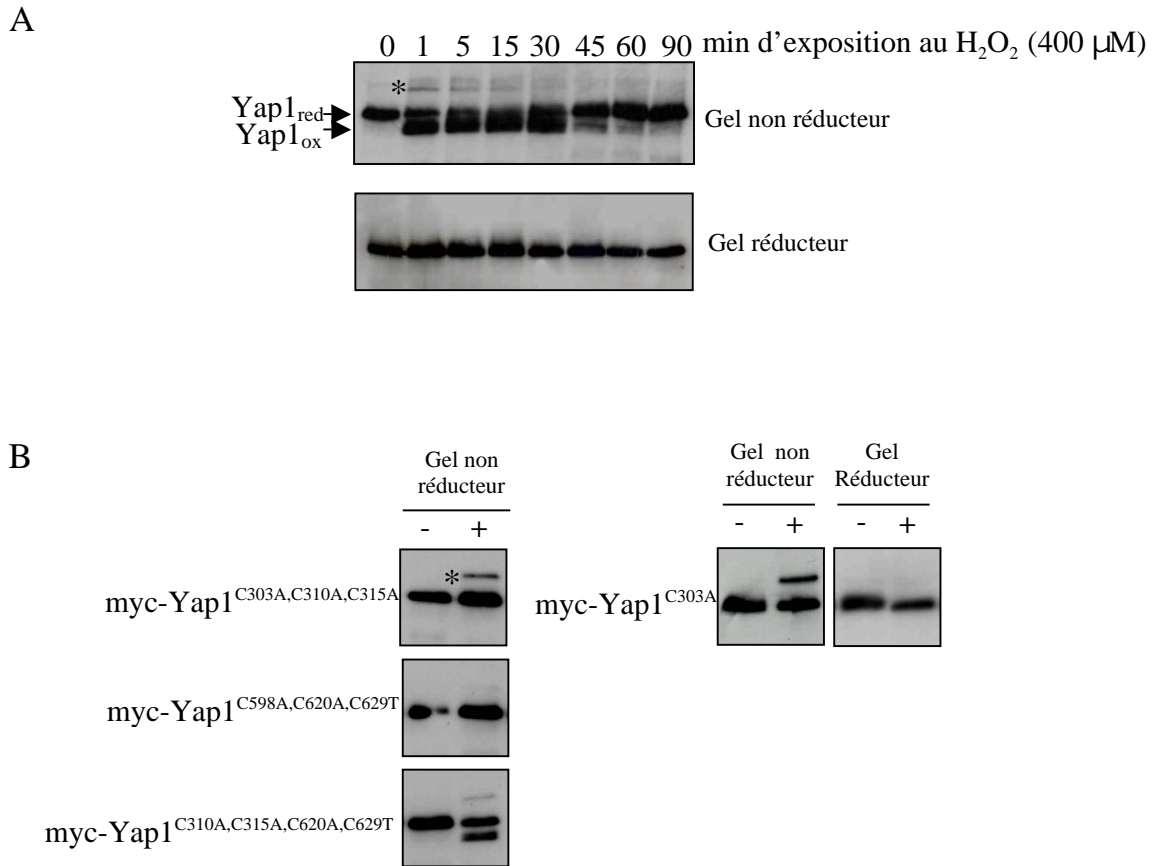 A
0 1 5 15 30 45 60 90 min d'exposition au H₂O₂ (400 µM)
*
Yap1red
Yap1ox
Gel non réducteur
Gel réducteur
B
Gel non
réducteur
- +
*
myc-Yap1C303A,C310A,C315A
myc-Yap1C598A,C620A,C629T
myc-Yap1C310A,C315A,C620A,C629T
Gel non
réducteur
Gel
Réducteur
- + - +
myc-Yap1C303A